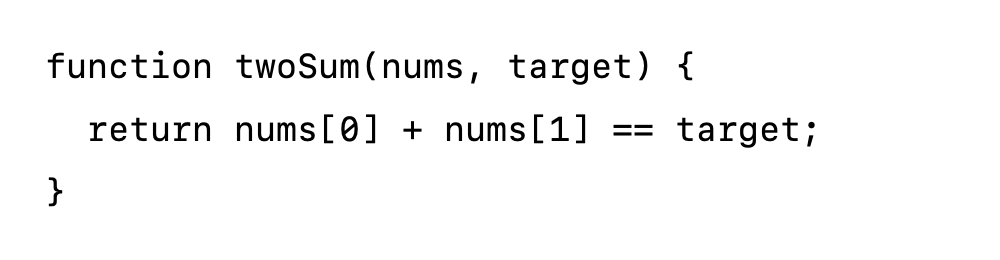 function twoSum(nums, target) {
  return nums[0] + nums[1] == target;
}